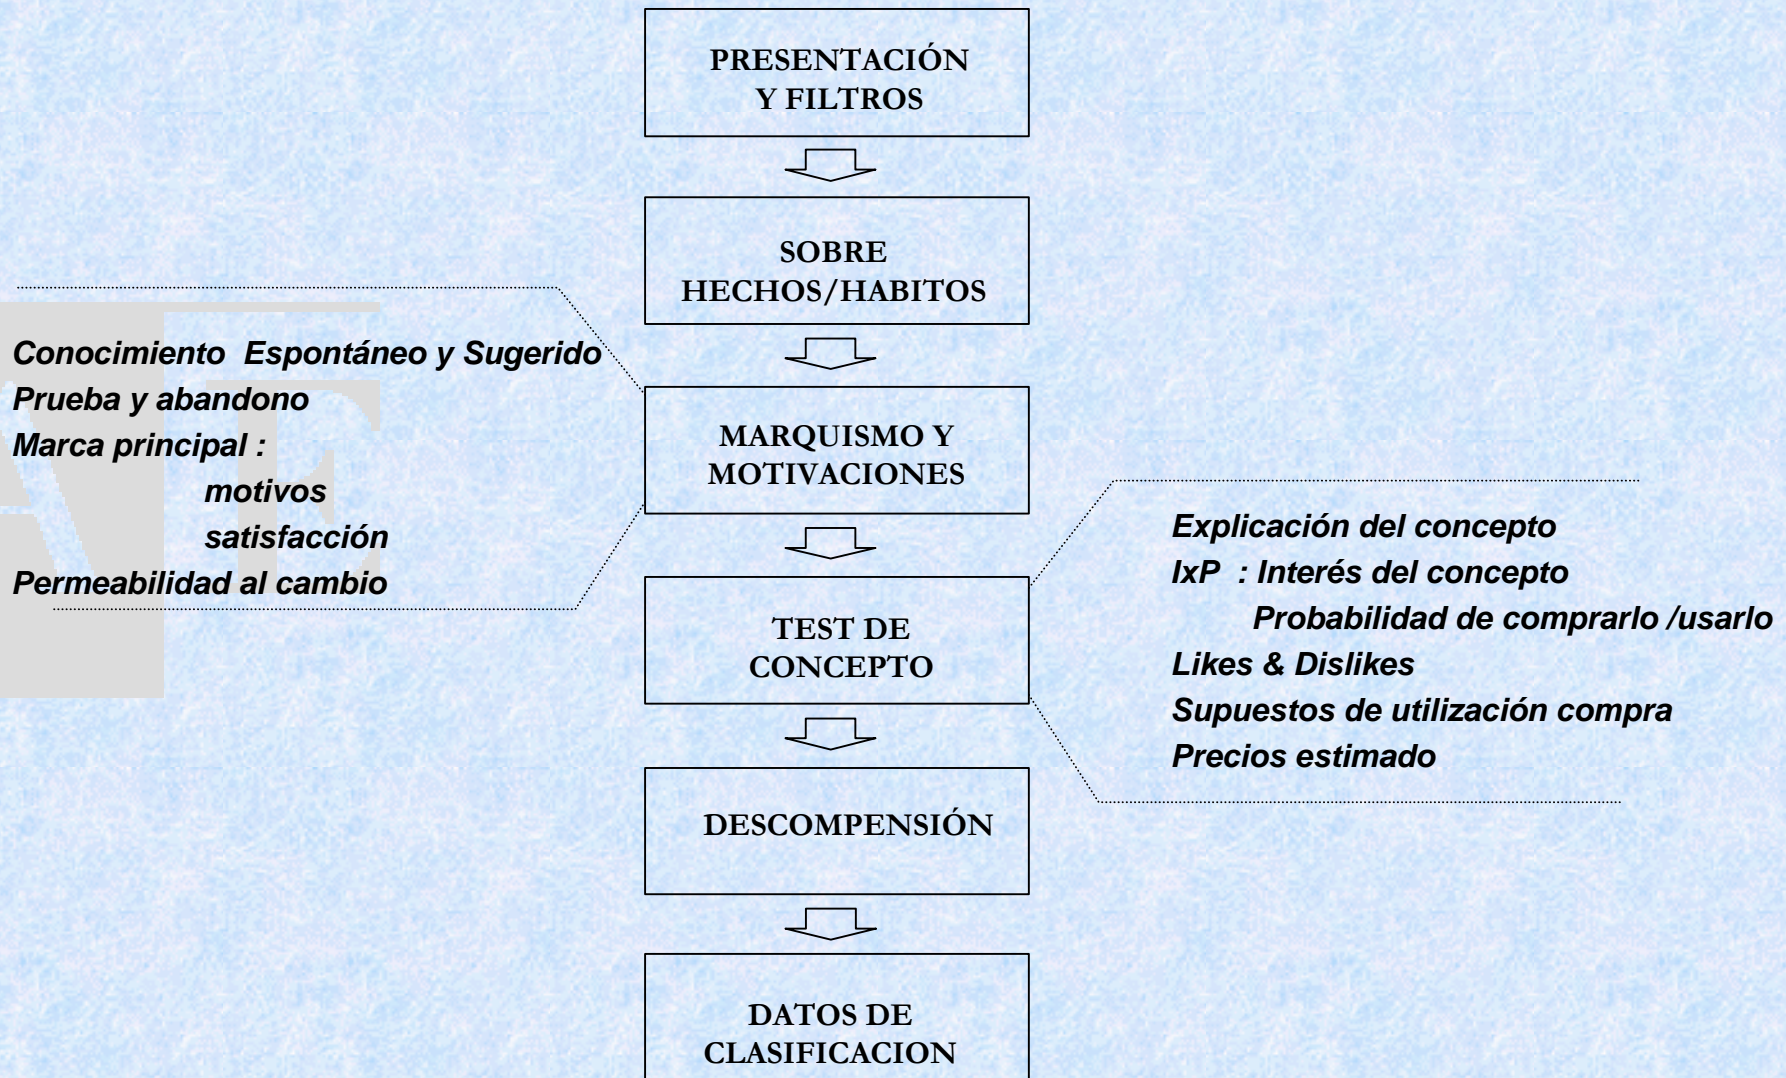 PRESENTACIÓN
Y FILTROS
SOBRE
HECHOS/HABITOS
Conocimiento Espontáneo y Sugerido
Prueba y abandono
Marca principal :
motivos
satisfacción
Permeabilidad al cambio
MARQUISMO Y
MOTIVACIONES
TEST DE
CONCEPTO
Explicación del concepto
IxP : Interés del concepto
Probabilidad de comprarlo /usarlo
Likes & Dislikes
Supuestos de utilización compra
Precios estimado
DESCOMPENSIÓN
DATOS DE
CLASIFICACION